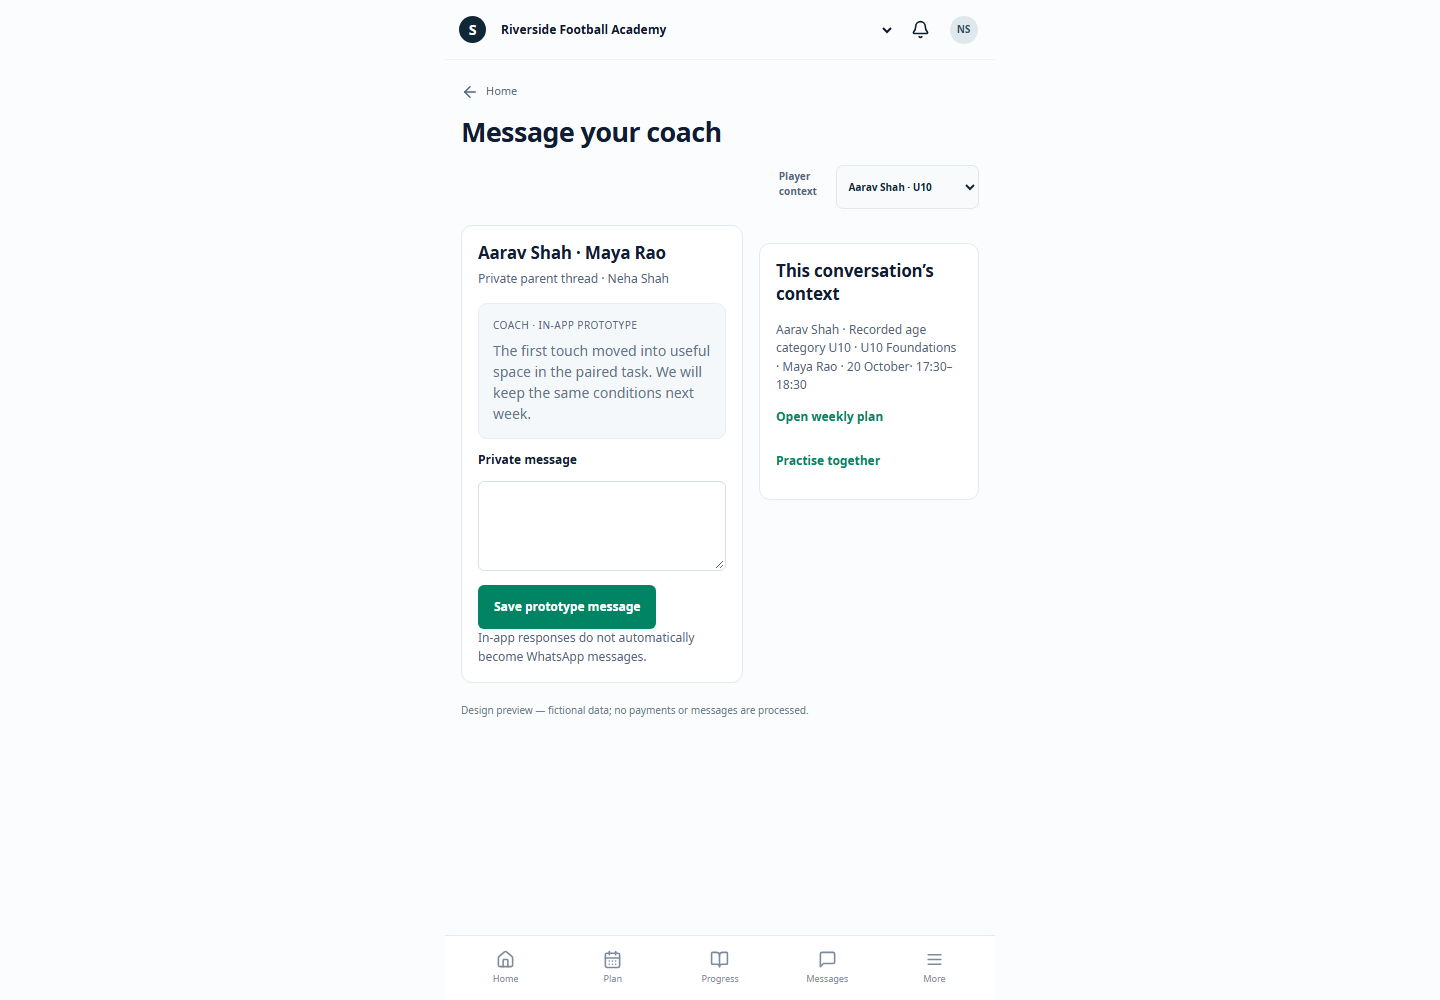 S
Riverside Football Academy
NS
Home
Message your coach
Player
context
Aarav Shah · U10
Aarav Shah · Maya Rao
Private parent thread · Neha Shah
COACH · IN-APP PROTOTYPE
The first touch moved into useful
space in the paired task. We will
keep the same conditions next
week.
Private message
Save prototype message
In-app responses do not automatically
become WhatsApp messages.
This conversation’s
context
Aarav Shah · Recorded age
category U10 · U10 Foundations
· Maya Rao · 20 October· 17:30–
18:30
Open weekly plan
Practise together
Design preview — fictional data; no payments or messages are processed.
Home
Plan
Progress
Messages
More